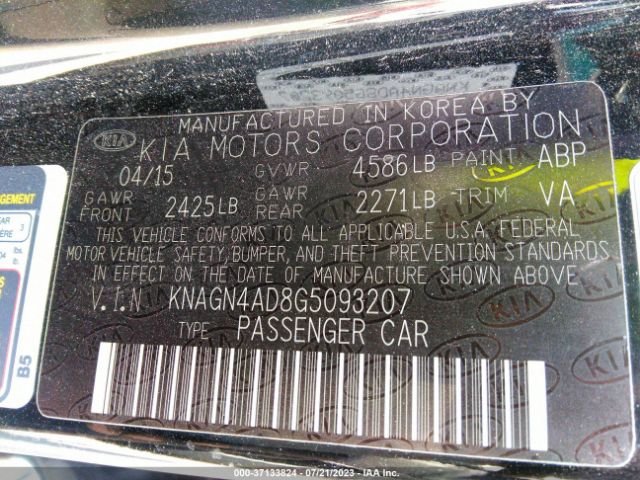 MANUFACTURED IN KOREA BY
KIA KIA MOTORS CORPORATION
04/15 GVWR 4586LB PAINT ABP
GAWR FRONT 2425LB GAWR REAR 2271LB TRIM VA
THIS VEHICLE CONFORMS TO ALL APPLICABLE U.S.A. FEDERAL
MOTOR VEHICLE SAFETY, BUMPER, AND THEFT PREVENTION STANDARDS
IN EFFECT ON THE DATE OF MANUFACTURE SHOWN ABOVE.
V.I.N. KNAGN4AD8G5093207
TYPE PASSENGER CAR
B5
000-37133824 07/21/2023 IAA Inc.